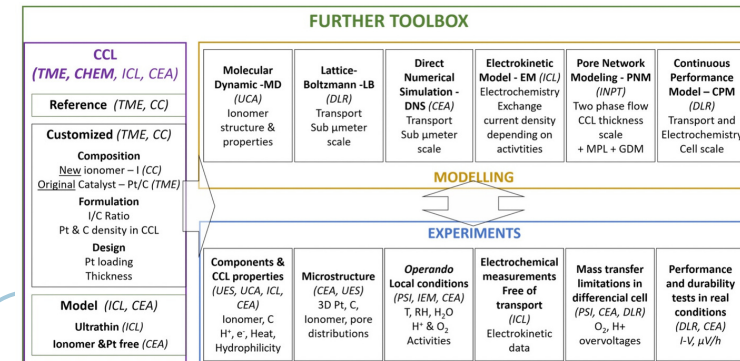 FURTHER TOOLBOX
CCL
(TME, CHEM, ICL, CEA)
Reference (TME, CC)
Customized (TME, CC)
Composition
New ionomer – I (CC)
Original Catalyst – Pt/C (TME)
Formulation
I/C Ratio
Pt & C density in CCL
Design
Pt loading
Thickness
Model (ICL, CEA)
Ultrathin (ICL)
Ionomer &Pt free (CEA)
Molecular
Dynamic -MD
(UCA)
Ionomer
structure &
properties
Lattice-
Boltzmann -LB
(DLR)
Transport
Sub µmeter
scale
Direct
Numerical
Simulation -
DNS (CEA)
Transport
Sub µmeter
scale
Electrokinetic
Model - EM (ICL)
Electrochemistry
Exchange
current density
depending on
activtities
Pore Network
Modeling - PNM
(INPT)
Two phase flow
CCL thickness
scale
+ MPL + GDM
Continuous
Performance
Model – CPM
(DLR)
Transport and
Electrochemistry
Cell scale
MODELLING
EXPERIMENTS
Components &
CCL properties
(UES, UCA, ICL,
CEA)
Ionomer, C
H⁺, e⁻, Heat,
Hydrophilicity
Microstructure
(CEA, UES)
3D Pt, C,
Ionomer, pore
distributions
Operando
Local conditions
(PSI, IEM, CEA)
T, RH, H₂O
H⁺ & O₂
Activities
Electrochemical
measurements
Free of
transport
(ICL)
Electrokinetic
data
Mass transfer
limitations in
differencial cell
(PSI, CEA, DLR)
O₂, H+
overvoltages
Performance
and durability
tests in real
conditions
(DLR, CEA)
I-V, µV/h